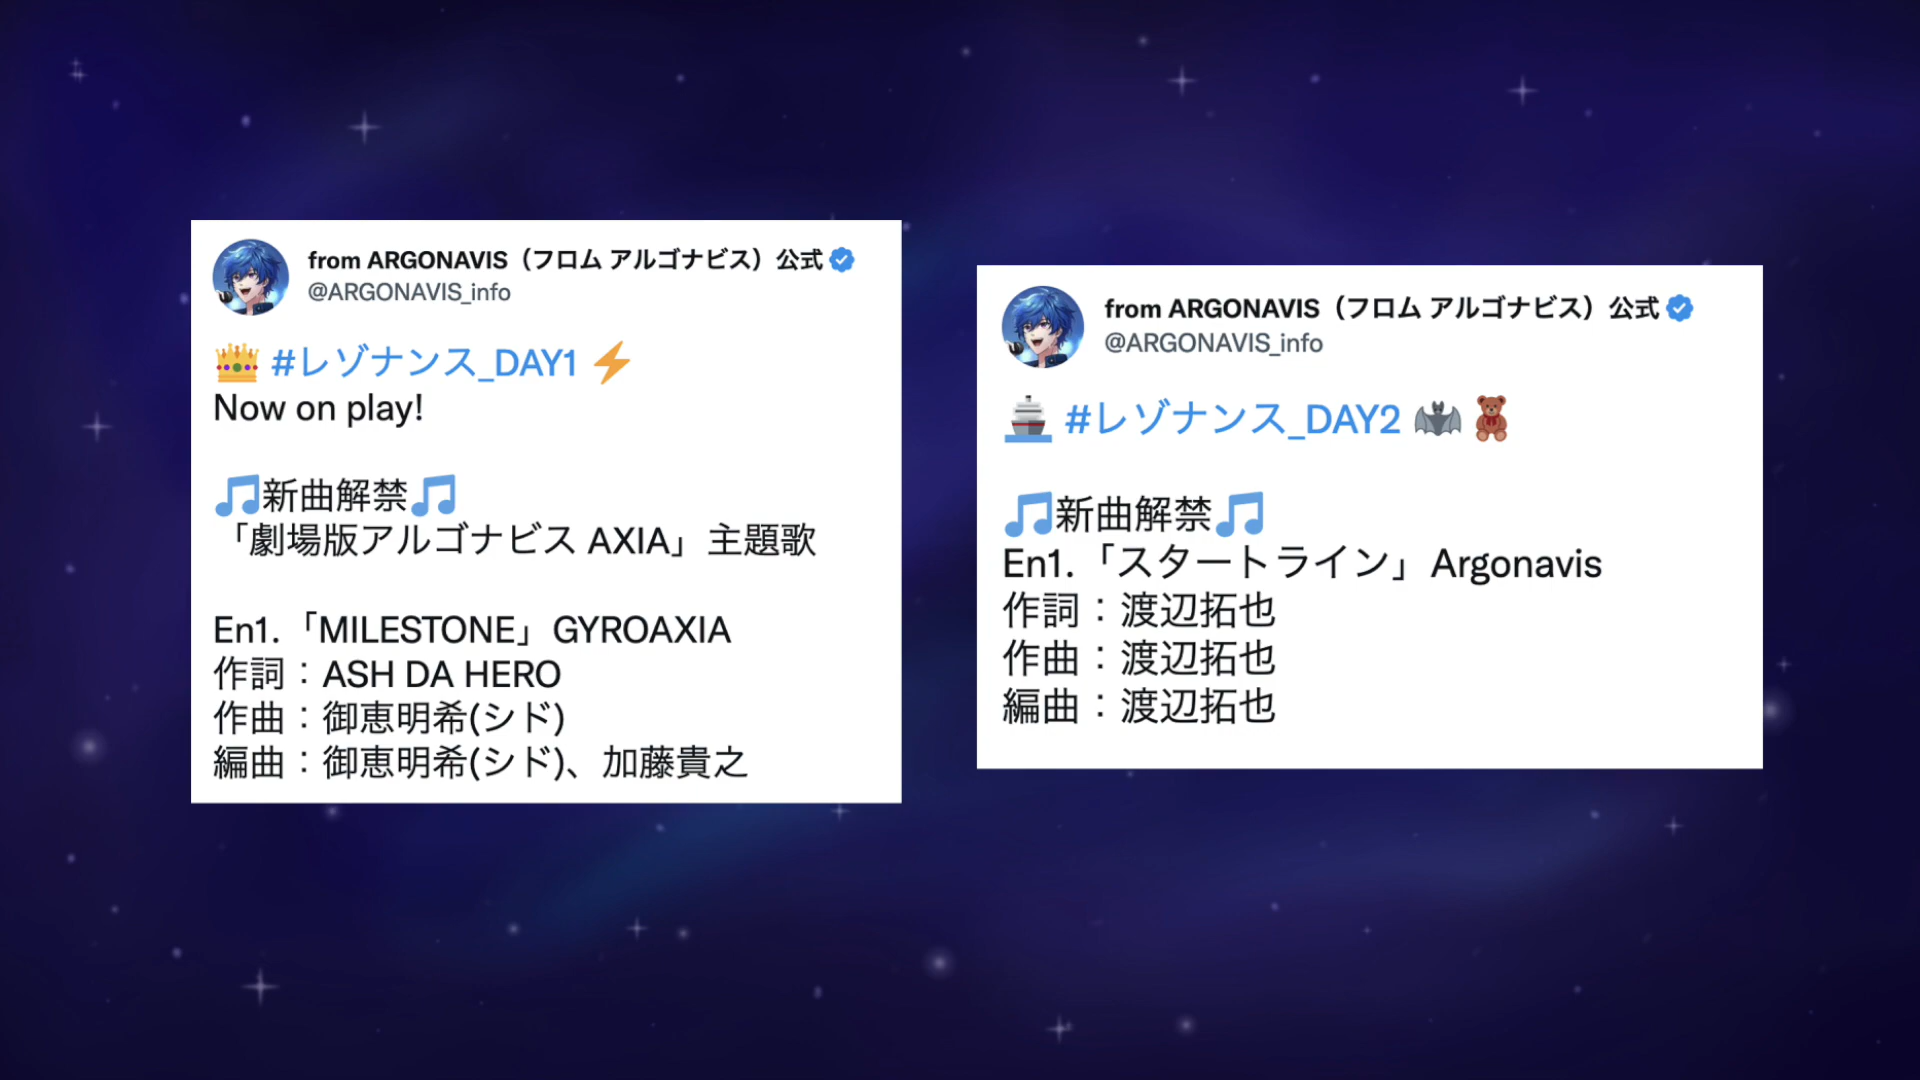 from ARGONAVIS（フロム アルゴナビス）公式
@ARGONAVIS_info
👑 #レゾナンス_DAY1 ⚡
Now on play!
🎵新曲解禁🎵
「劇場版アルゴナビス AXIA」主題歌
En1.「MILESTONE」GYROAXIA
作詞：ASH DA HERO
作曲：御恵明希(シド)
編曲：御恵明希(シド)、加藤貴之
from ARGONAVIS（フロム アルゴナビス）公式
@ARGONAVIS_info
🛳 #レゾナンス_DAY2 🦇🧸
🎵新曲解禁🎵
En1.「スタートライン」Argonavis
作詞：渡辺拓也
作曲：渡辺拓也
編曲：渡辺拓也